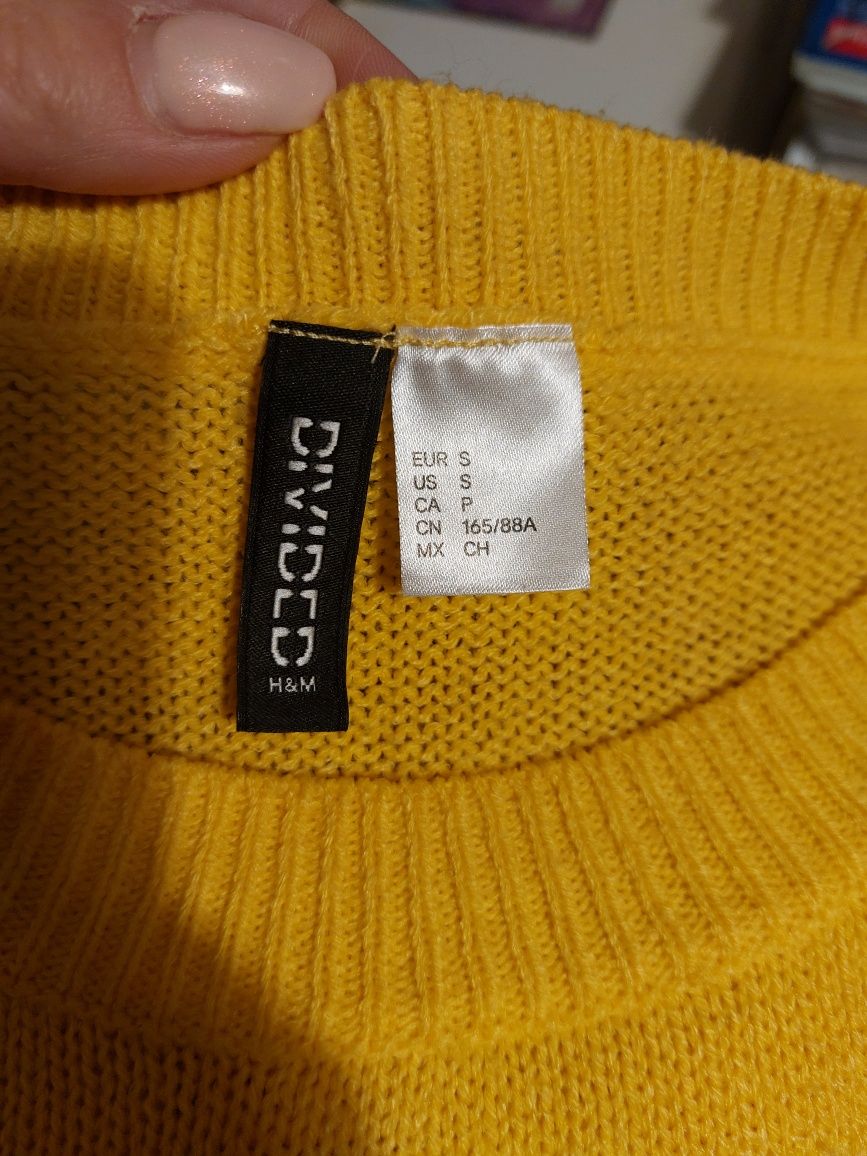 DIVIDED
H&M
EUR S
US S
CA P
CN 165/88A
MX CH